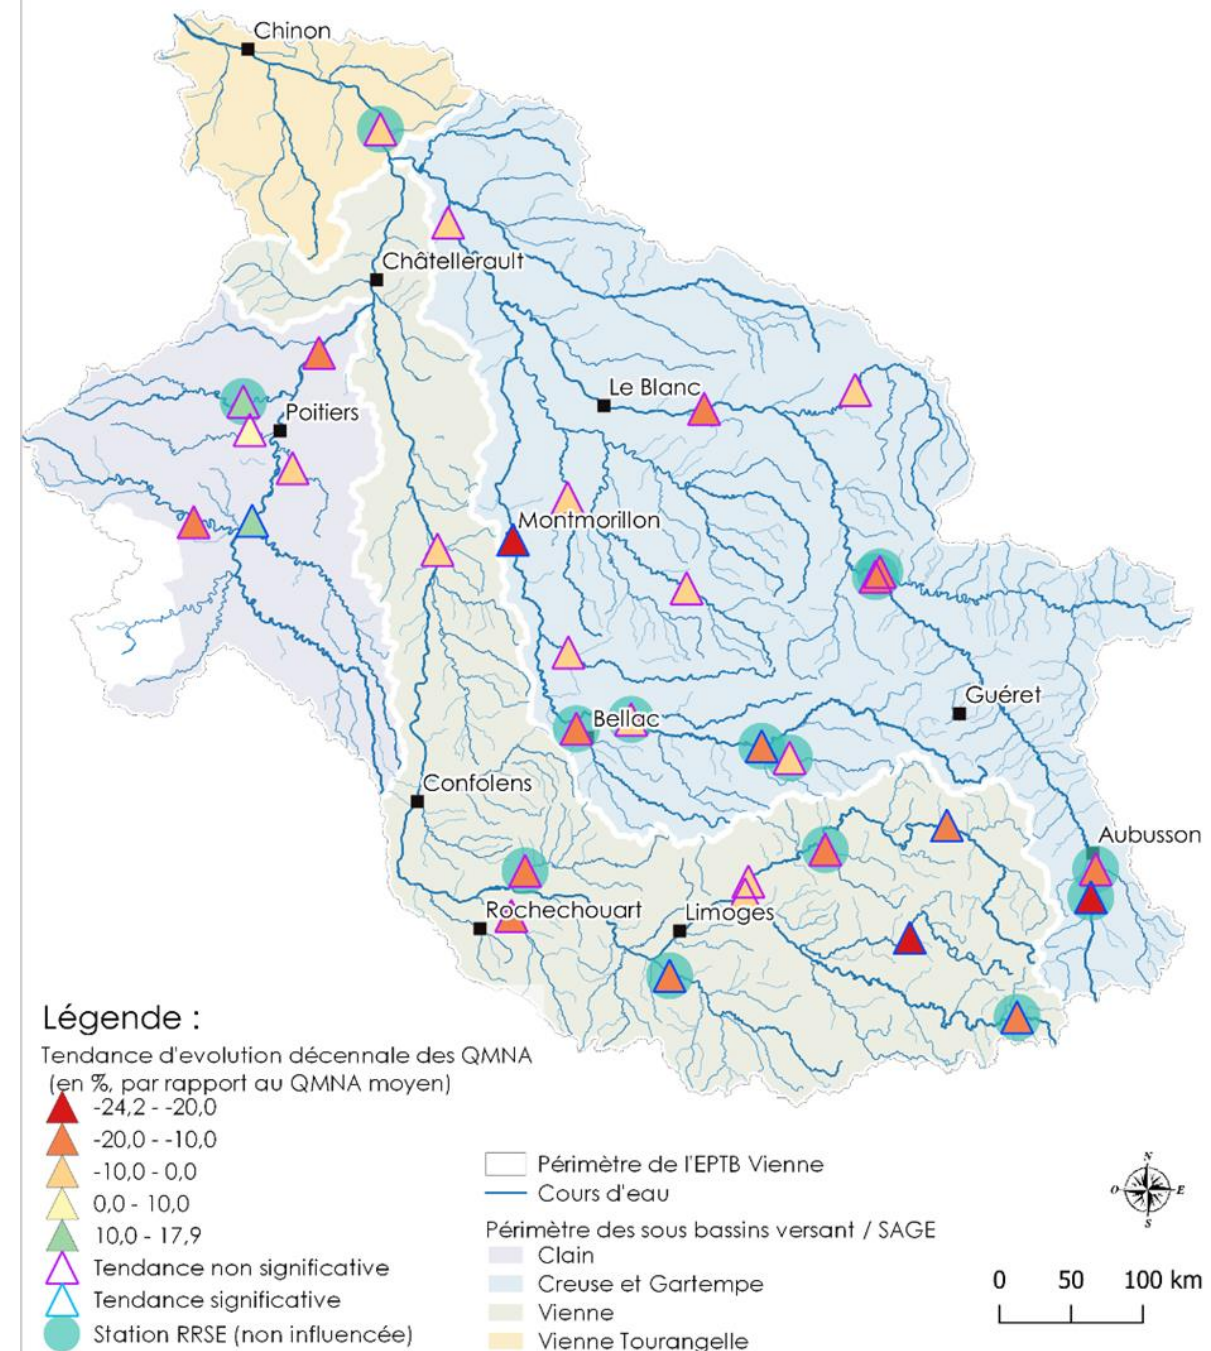 Chinon
Châtellerault
Le Blanc
Poitiers
Montmorillon
Guéret
Bellac
Confolens
Aubusson
Rochechouart
Limoges
Légende :
Tendance d'evolution décennale des QMNA
(en %, par rapport au QMNA moyen)
-24,2 - -20,0
-20,0 - -10,0
-10,0 - 0,0
0,0 - 10,0
10,0 - 17,9
Tendance non significative
Tendance significative
Station RRSE (non influencée)
Périmètre de l'EPTB Vienne
Cours d'eau
Périmètre des sous bassins versant / SAGE
Clain
Creuse et Gartempe
Vienne
Vienne Tourangelle
N
O E
S
0 50 100 km